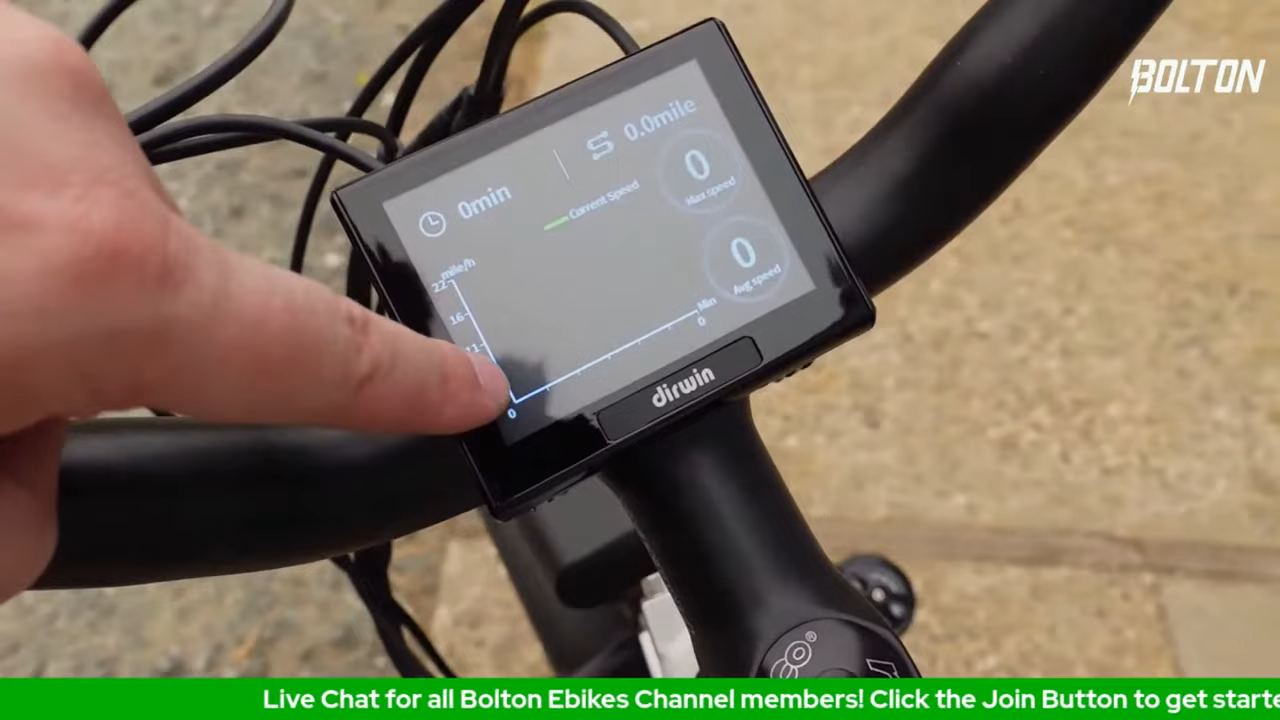 BOLTON
0.0mile
0min
Current Speed
0
Max speed
0
Avg speed
mile/h
22
16
11
0
Min
0
dirwin
Live Chat for all Bolton Ebikes Channel members! Click the Join Button to get starte